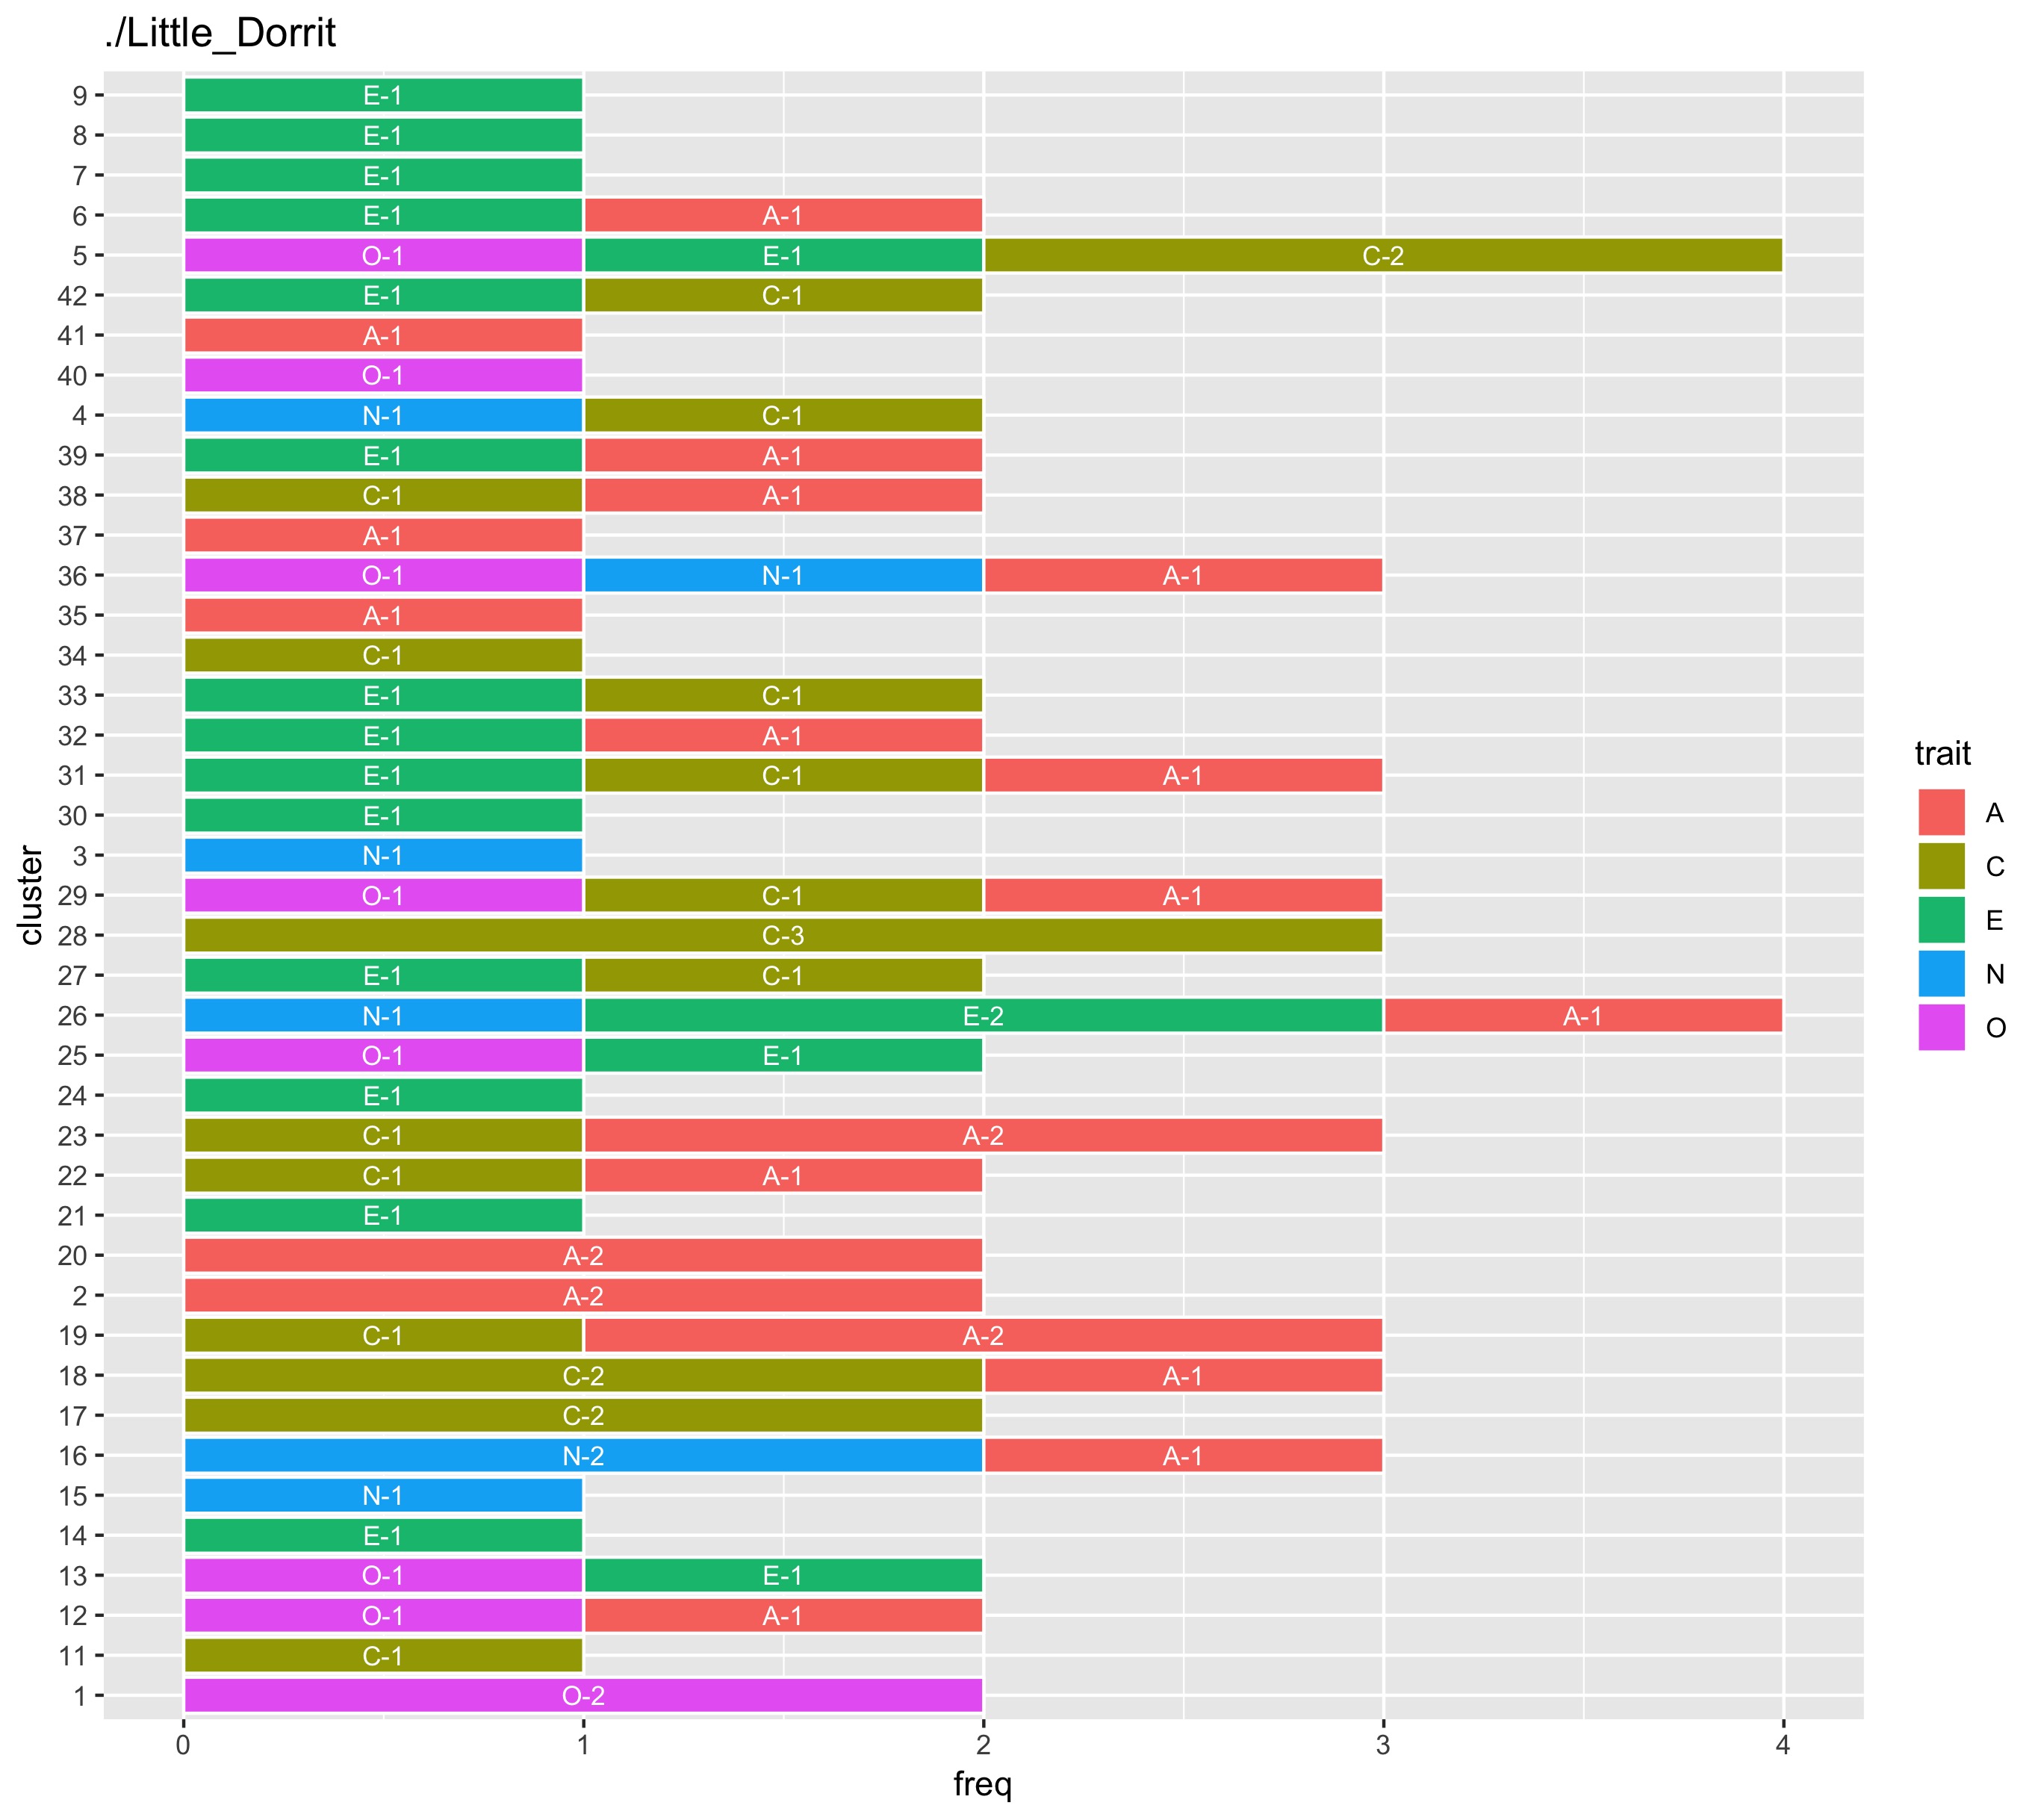 ./Little_Dorrit
9 E-1
8 E-1
7 E-1
6 E-1 A-1
5 O-1 E-1 C-2
42 E-1 C-1
41 A-1
40 O-1
4 N-1 C-1
39 E-1 A-1
38 C-1 A-1
37 A-1
36 O-1 N-1 A-1
35 A-1
34 C-1
33 E-1 C-1
32 E-1 A-1
31 E-1 C-1 A-1
30 E-1
3 N-1
29 O-1 C-1 A-1
28 C-3
27 E-1 C-1
26 N-1 E-2 A-1
25 O-1 E-1
24 E-1
23 C-1 A-2
22 C-1 A-1
21 E-1
20 A-2
2 A-2
19 C-1 A-2
18 C-2 A-1
17 C-2
16 N-2 A-1
15 N-1
14 E-1
13 O-1 E-1
12 O-1 A-1
11 C-1
1 O-2
0 1 2 3 4
freq
cluster
trait
A
C
E
N
O